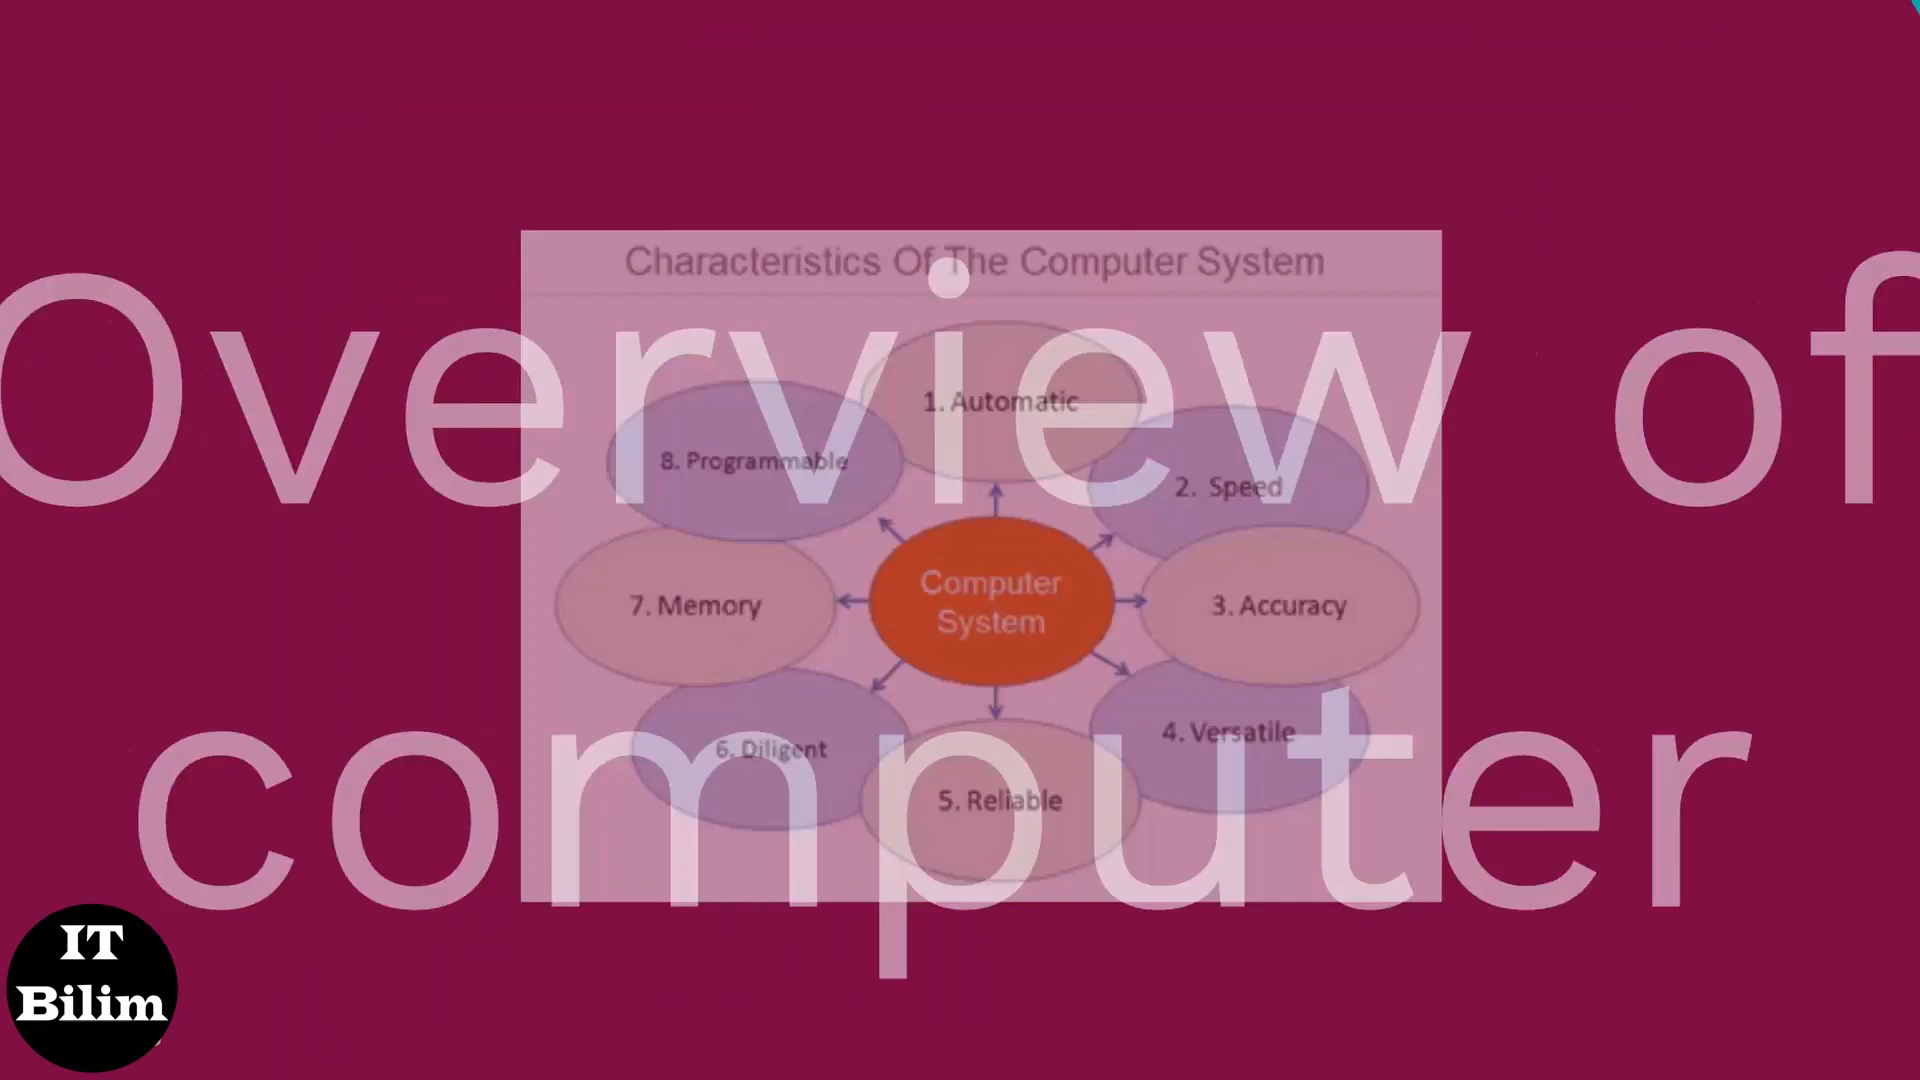 Characteristics Of The Computer System
Overview of
computer
1. Automatic
2. Speed
3. Accuracy
4. Versatile
5. Reliable
6. Diligent
7. Memory
8. Programmable
Computer
System
IT
Bilim